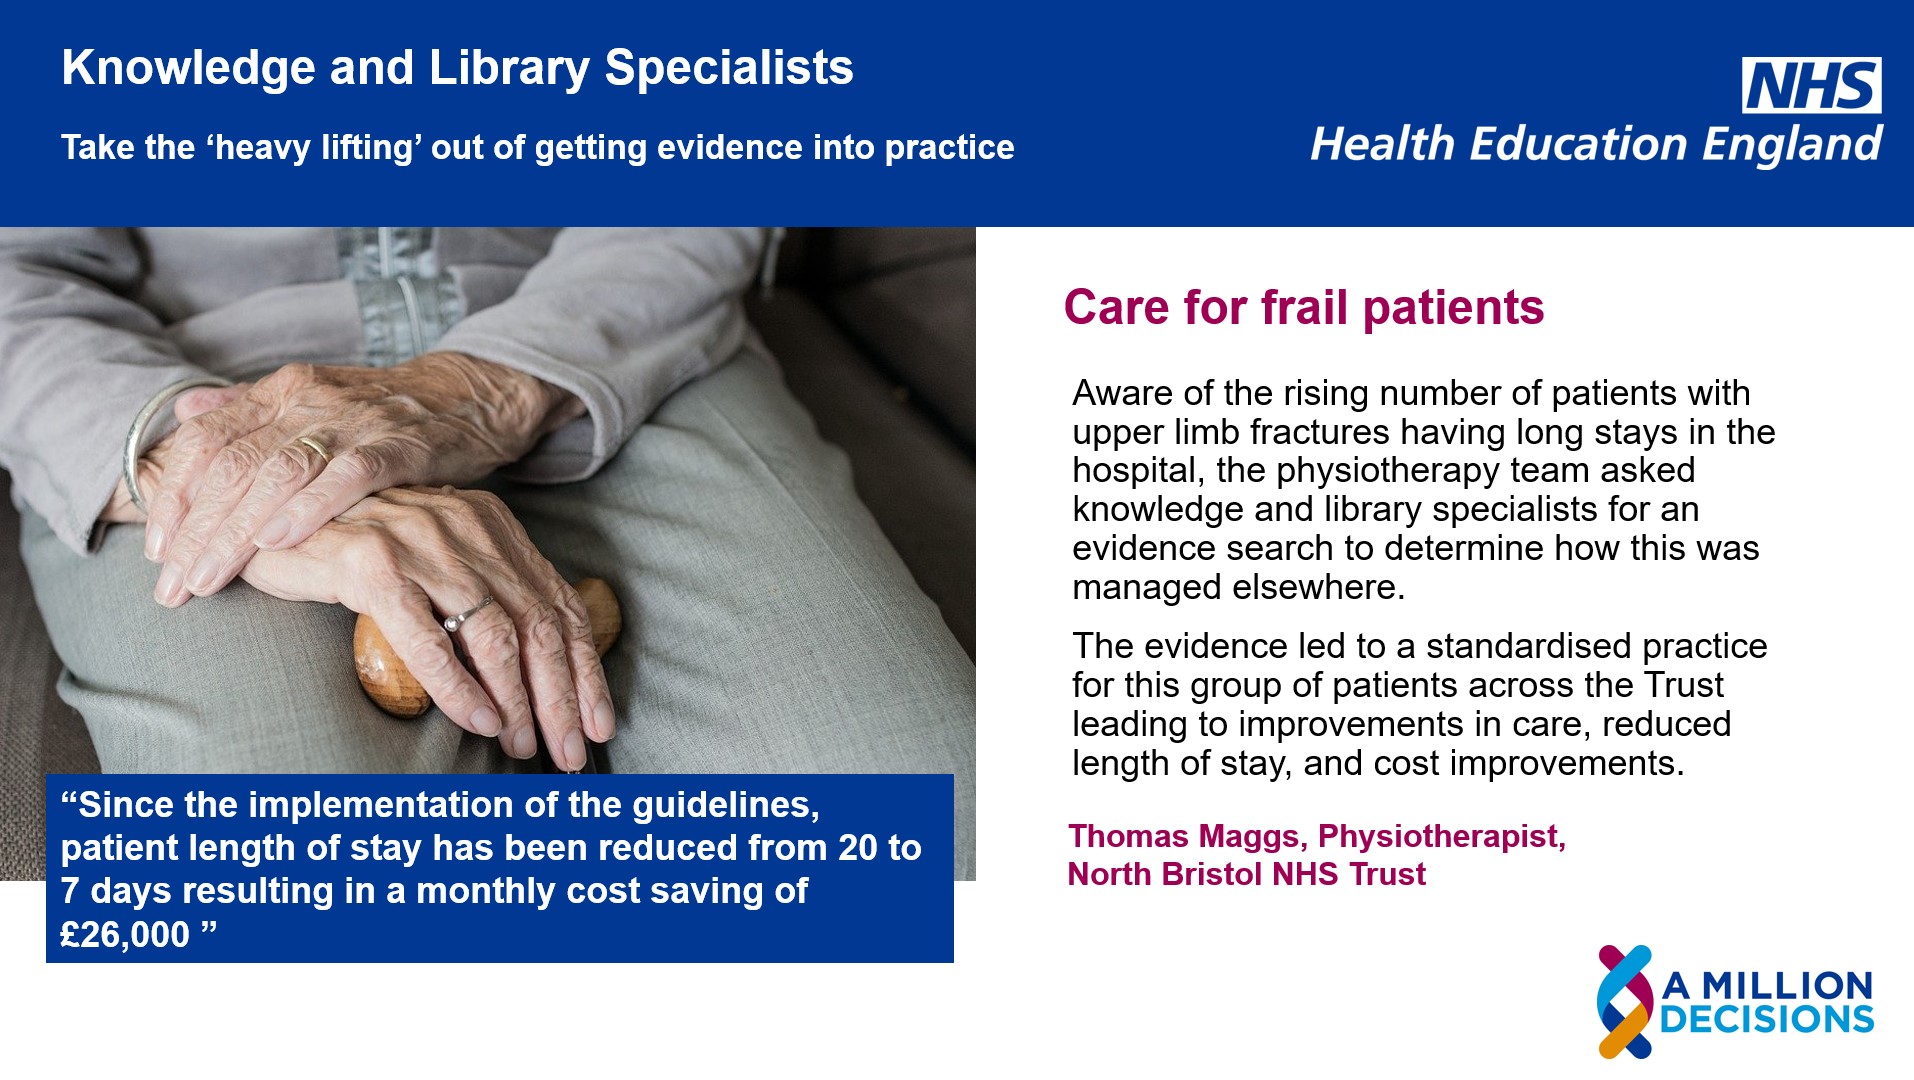 Knowledge and Library Specialists
Take the ‘heavy lifting’ out of getting evidence into practice
NHS
Health Education England
Care for frail patients
Aware of the rising number of patients with
upper limb fractures having long stays in the
hospital, the physiotherapy team asked
knowledge and library specialists for an
evidence search to determine how this was
managed elsewhere.
The evidence led to a standardised practice
for this group of patients across the Trust
leading to improvements in care, reduced
length of stay, and cost improvements.
“Since the implementation of the guidelines,
patient length of stay has been reduced from 20 to
7 days resulting in a monthly cost saving of
£26,000 ”
Thomas Maggs, Physiotherapist,
North Bristol NHS Trust
A MILLION
DECISIONS